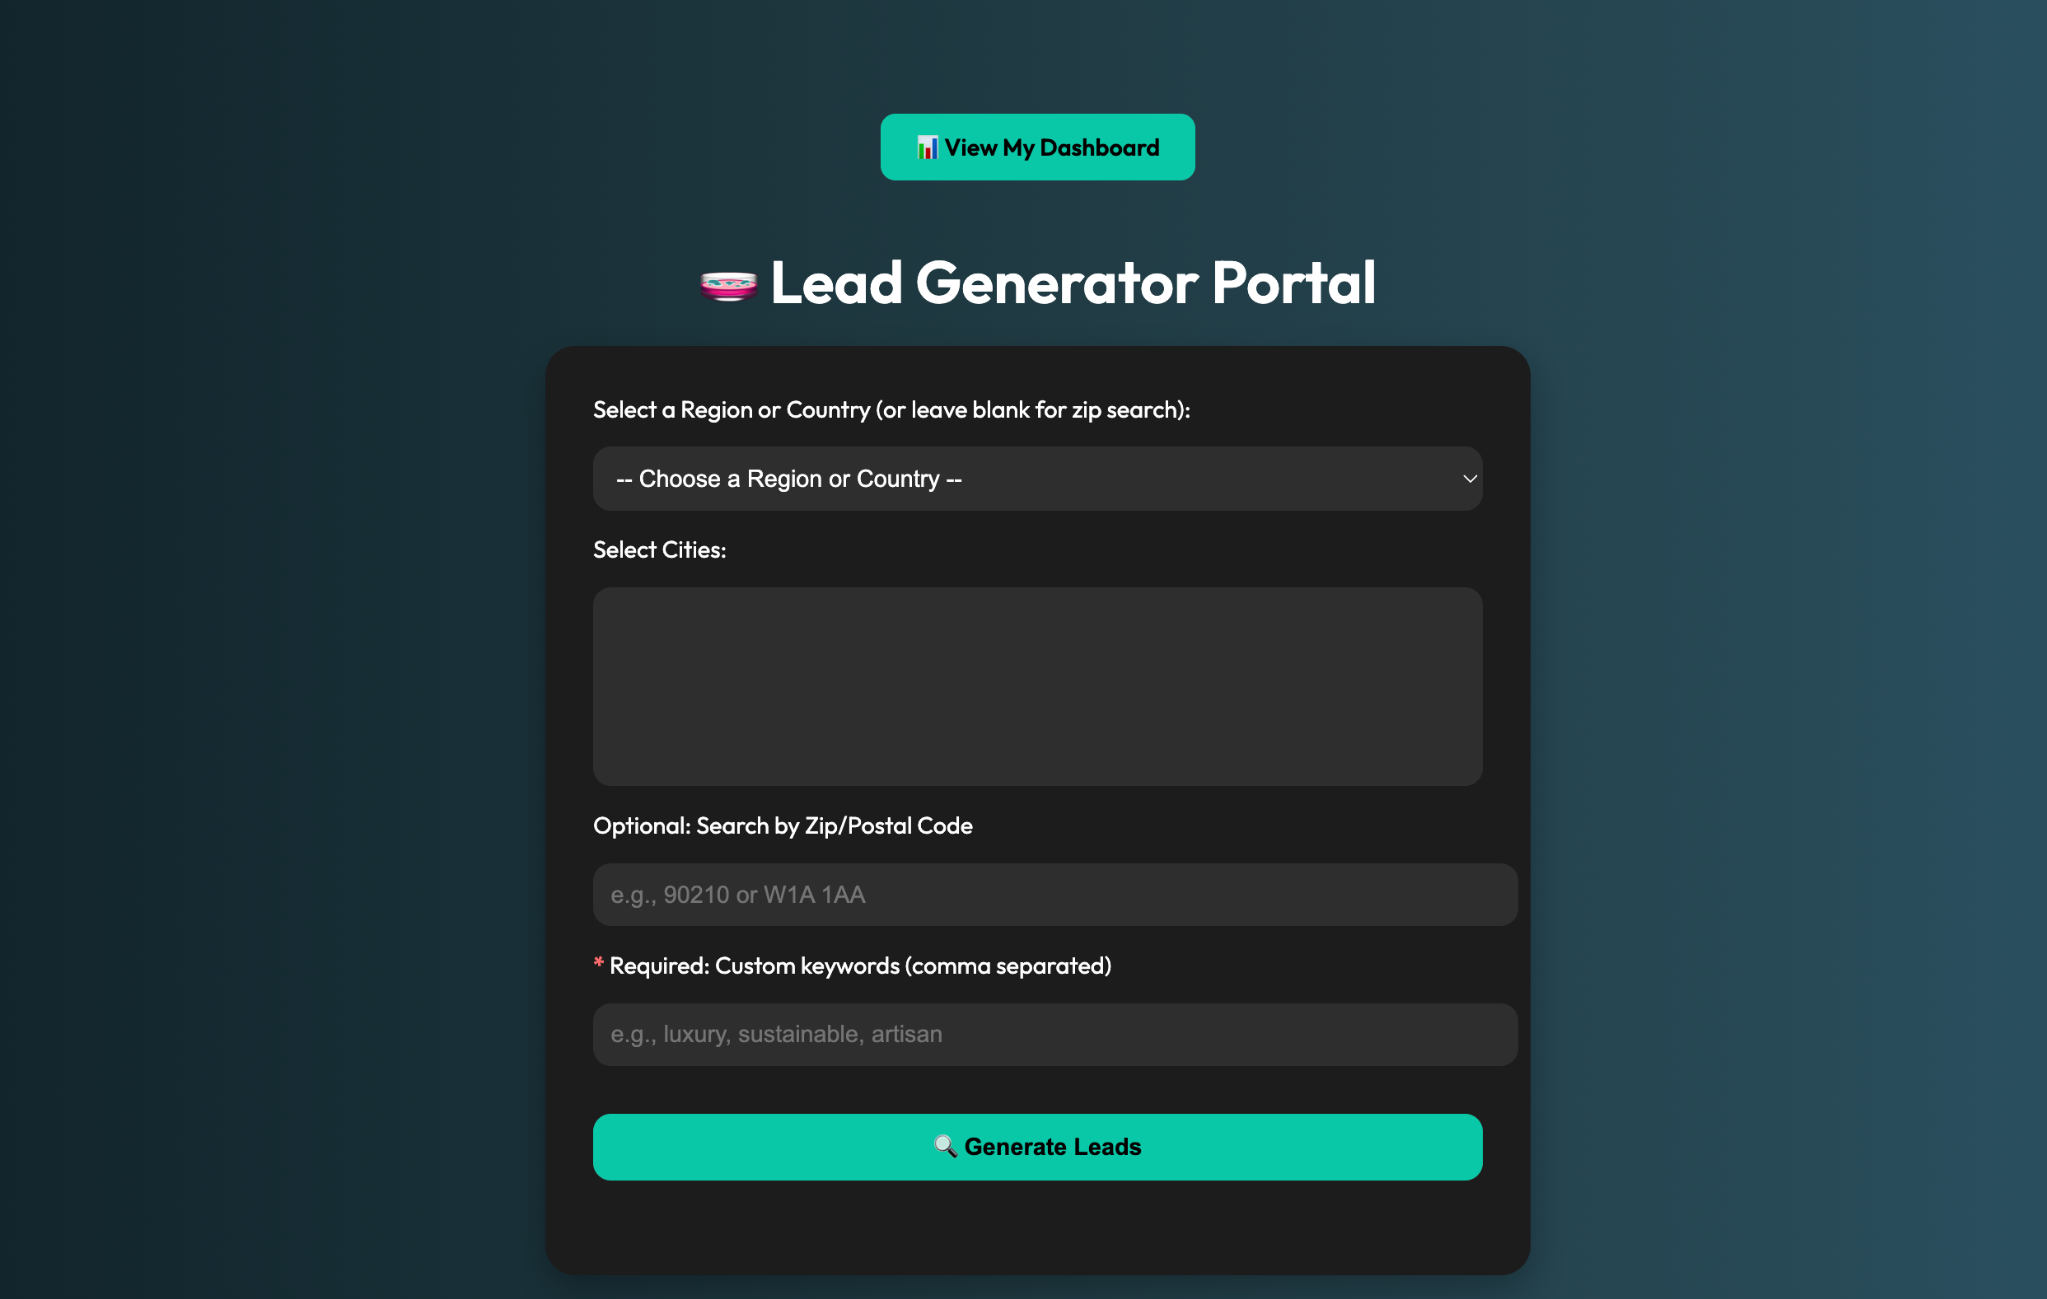 📊 View My Dashboard
🧫 Lead Generator Portal
Select a Region or Country (or leave blank for zip search):
-- Choose a Region or Country --
Select Cities:
Optional: Search by Zip/Postal Code
e.g., 90210 or W1A 1AA
* Required: Custom keywords (comma separated)
e.g., luxury, sustainable, artisan
🔍 Generate Leads